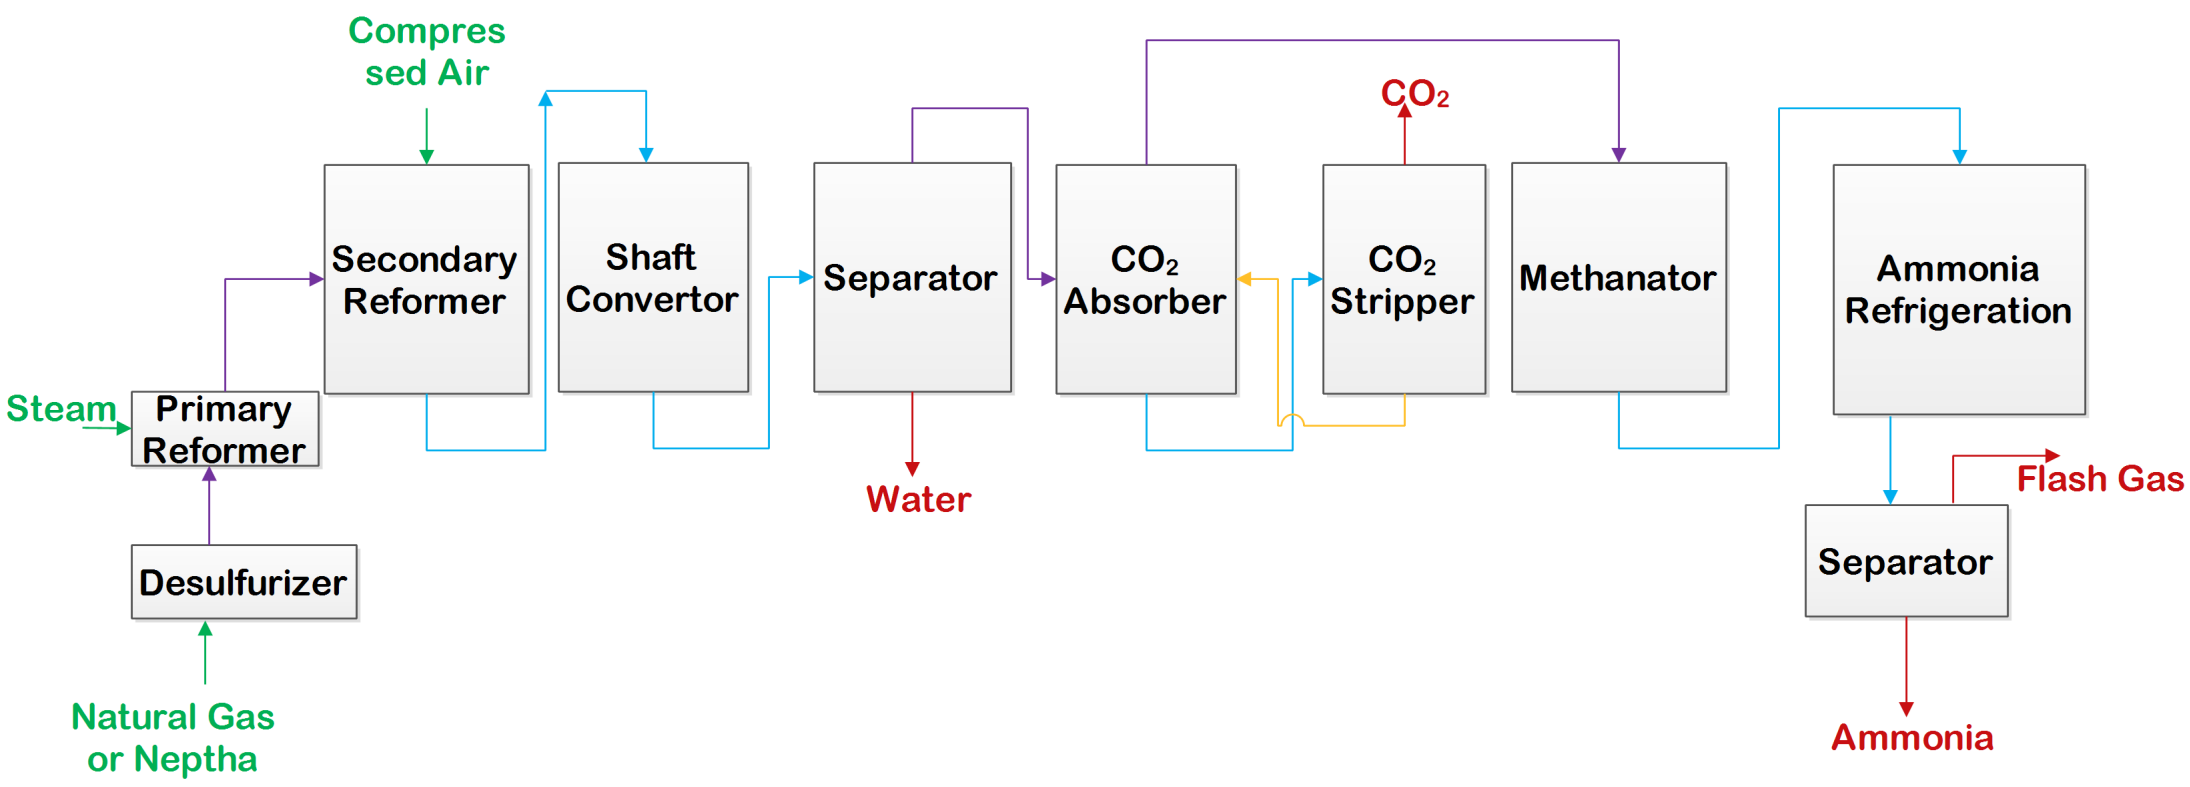 Compres
sed Air
CO₂
Secondary
Reformer
Shaft
Convertor
Separator
CO₂
Absorber
CO₂
Stripper
Methanator
Ammonia
Refrigeration
Steam
Primary
Reformer
Water
Flash Gas
Desulfurizer
Separator
Natural Gas
or Neptha
Ammonia